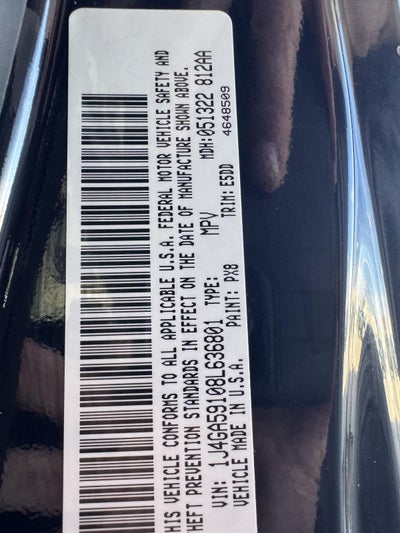 HIS VEHICLE CONFORMS TO ALL APPLICABLE U.S.A. FEDERAL MOTOR VEHICLE SAFETY AND
HEFT PREVENTION STANDARDS IN EFFECT ON THE DATE OF MANUFACTURE SHOWN ABOVE.
VIN: 1J4GA59108L636801 TYPE: MPV MDH:051322 812AA
VEHICLE MADE IN U.S.A. PAINT: PX8 TRIM: E5DD 4648509